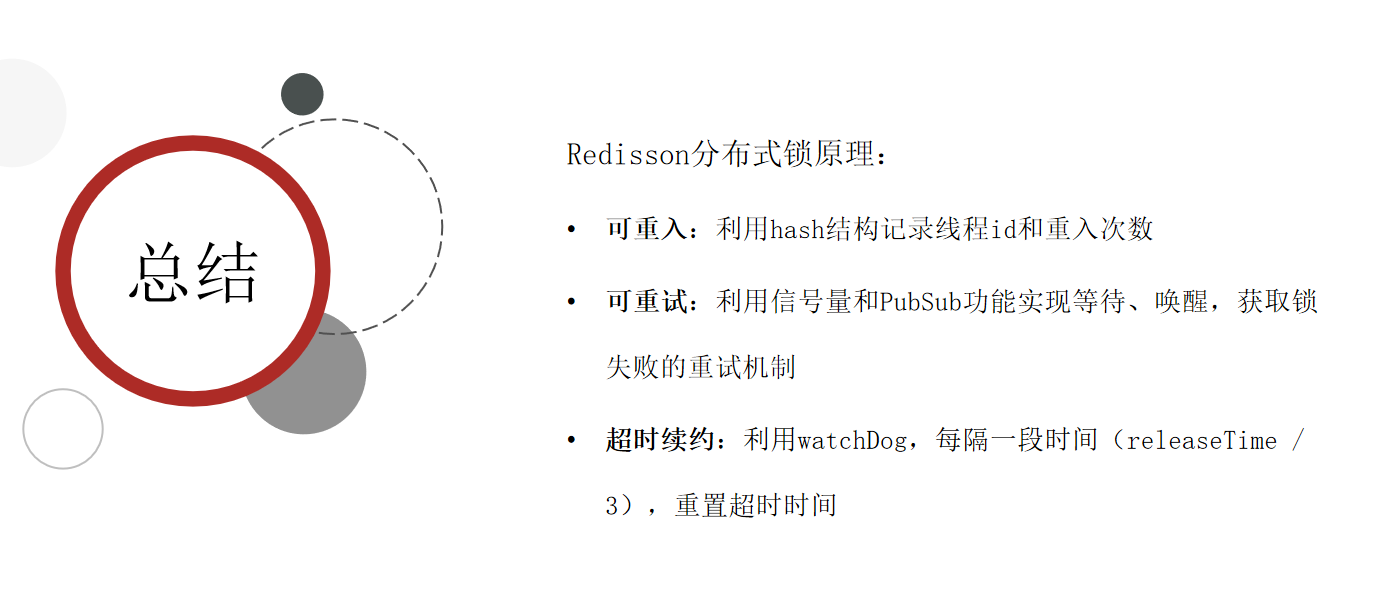 总结
Redisson分布式锁原理：
• 可重入：利用hash结构记录线程id和重入次数
• 可重试：利用信号量和PubSub功能实现等待、唤醒，获取锁
失败的重试机制
• 超时续约：利用watchDog，每隔一段时间（releaseTime /
3），重置超时时间